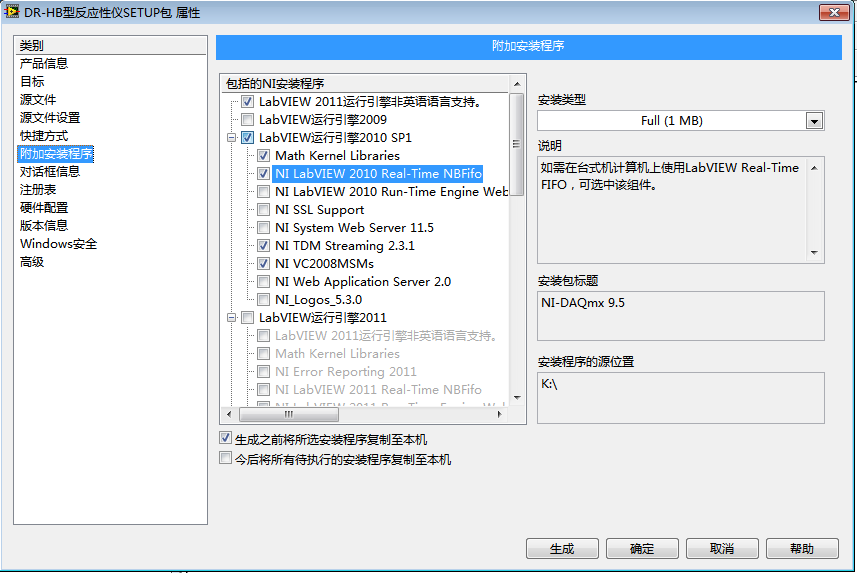 DR-HB型反应性仪SETUP包 属性
类别
产品信息
目标
源文件
源文件设置
快捷方式
附加安装程序
对话框信息
注册表
硬件配置
版本信息
Windows安全
高级
附加安装程序
包括的NI安装程序
LabVIEW 2011运行引擎非英语语言支持。
LabVIEW运行引擎2009
LabVIEW运行引擎2010 SP1
Math Kernel Libraries
NI LabVIEW 2010 Real-Time NBFifo
NI LabVIEW 2010 Run-Time Engine Web
NI SSL Support
NI System Web Server 11.5
NI TDM Streaming 2.3.1
NI VC2008MSMs
NI Web Application Server 2.0
NI_Logos_5.3.0
LabVIEW运行引擎2011
LabVIEW 2011运行引擎非英语语言支持。
Math Kernel Libraries
NI Error Reporting 2011
NI LabVIEW 2011 Real-Time NBFifo
生成之前将所选安装程序复制至本机
今后将所有待执行的安装程序复制至本机
安装类型
Full (1 MB)
说明
如需在台式机计算机上使用LabVIEW Real-Time
FIFO，可选中该组件。
安装包标题
NI-DAQmx 9.5
安装程序的源位置
K:\
生成
确定
取消
帮助